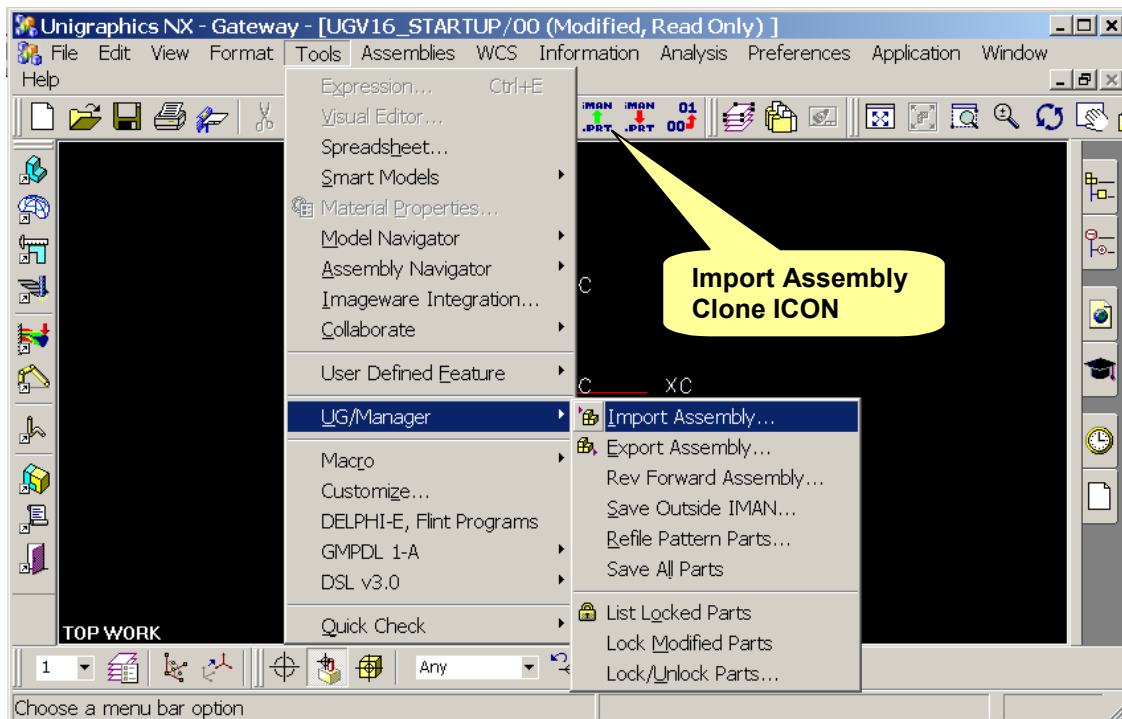 Unigraphics NX - Gateway - [UGV16_STARTUP/00 (Modified, Read Only) ]
File Edit View Format Tools Assemblies WCS Information Analysis Preferences Application Window
Help
Expression... Ctrl+E
Visual Editor...
Spreadsheet...
Smart Models
Material Properties...
Model Navigator
Assembly Navigator
Imageware Integration...
Collaborate
User Defined Feature
UG/Manager
Macro
Customize...
DELPHI-E, Flint Programs
GMPDL 1-A
DSL v3.0
Quick Check
iMAN iMAN 01
.PRT .PRT 00
Import Assembly
Clone ICON
C
C XC
Import Assembly...
Export Assembly...
Rev Forward Assembly...
Save Outside IMAN...
Refile Pattern Parts...
Save All Parts
List Locked Parts
Lock Modified Parts
Lock/Unlock Parts...
TOP WORK
1 Any
Choose a menu bar option